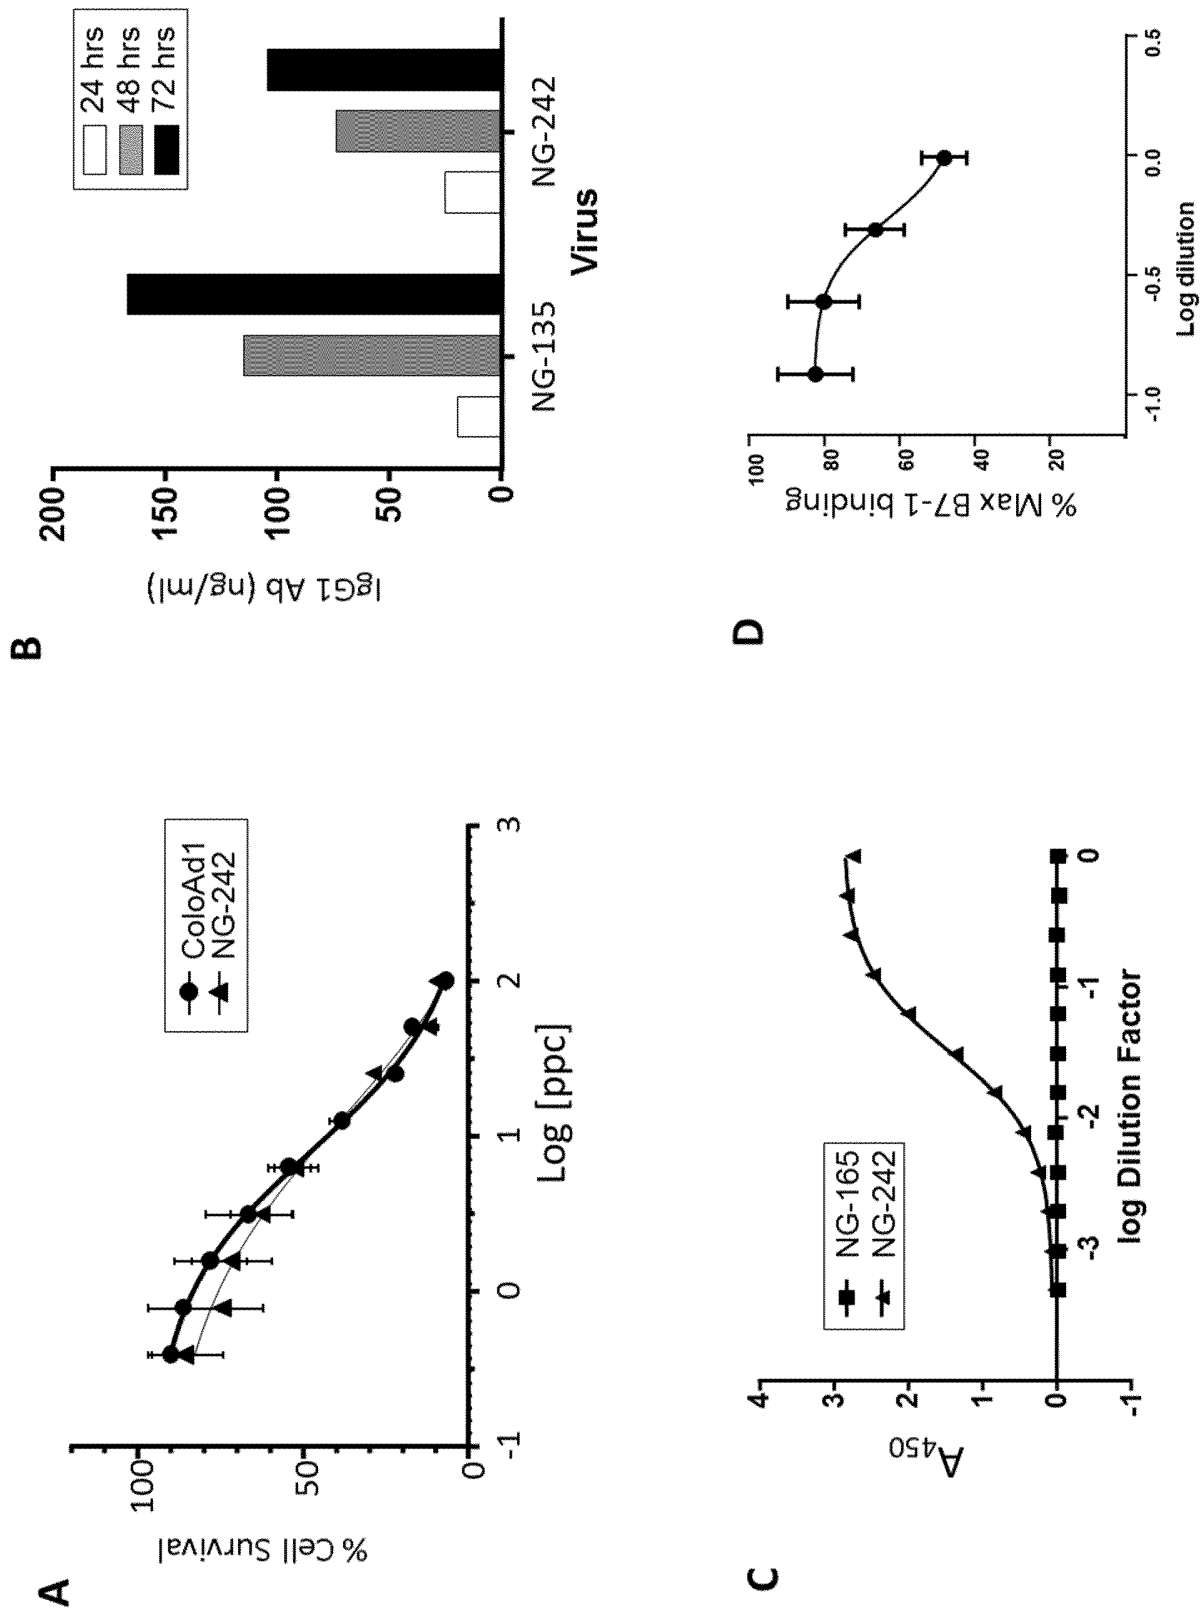 A
% Cell Survival
100
50
0
-1
0
1
2
3
Log [ppc]
ColoAd1
NG-242
B
IgG1 Ab (ng/ml)
200
150
100
50
0
NG-135
NG-242
Virus
24 hrs
48 hrs
72 hrs
C
A450
4
3
2
1
0
-1
-3
-2
-1
0
log Dilution Factor
NG-165
NG-242
D
% Max B7-1 binding
100
80
60
40
20
-1.0
-0.5
0.0
0.5
Log dilution